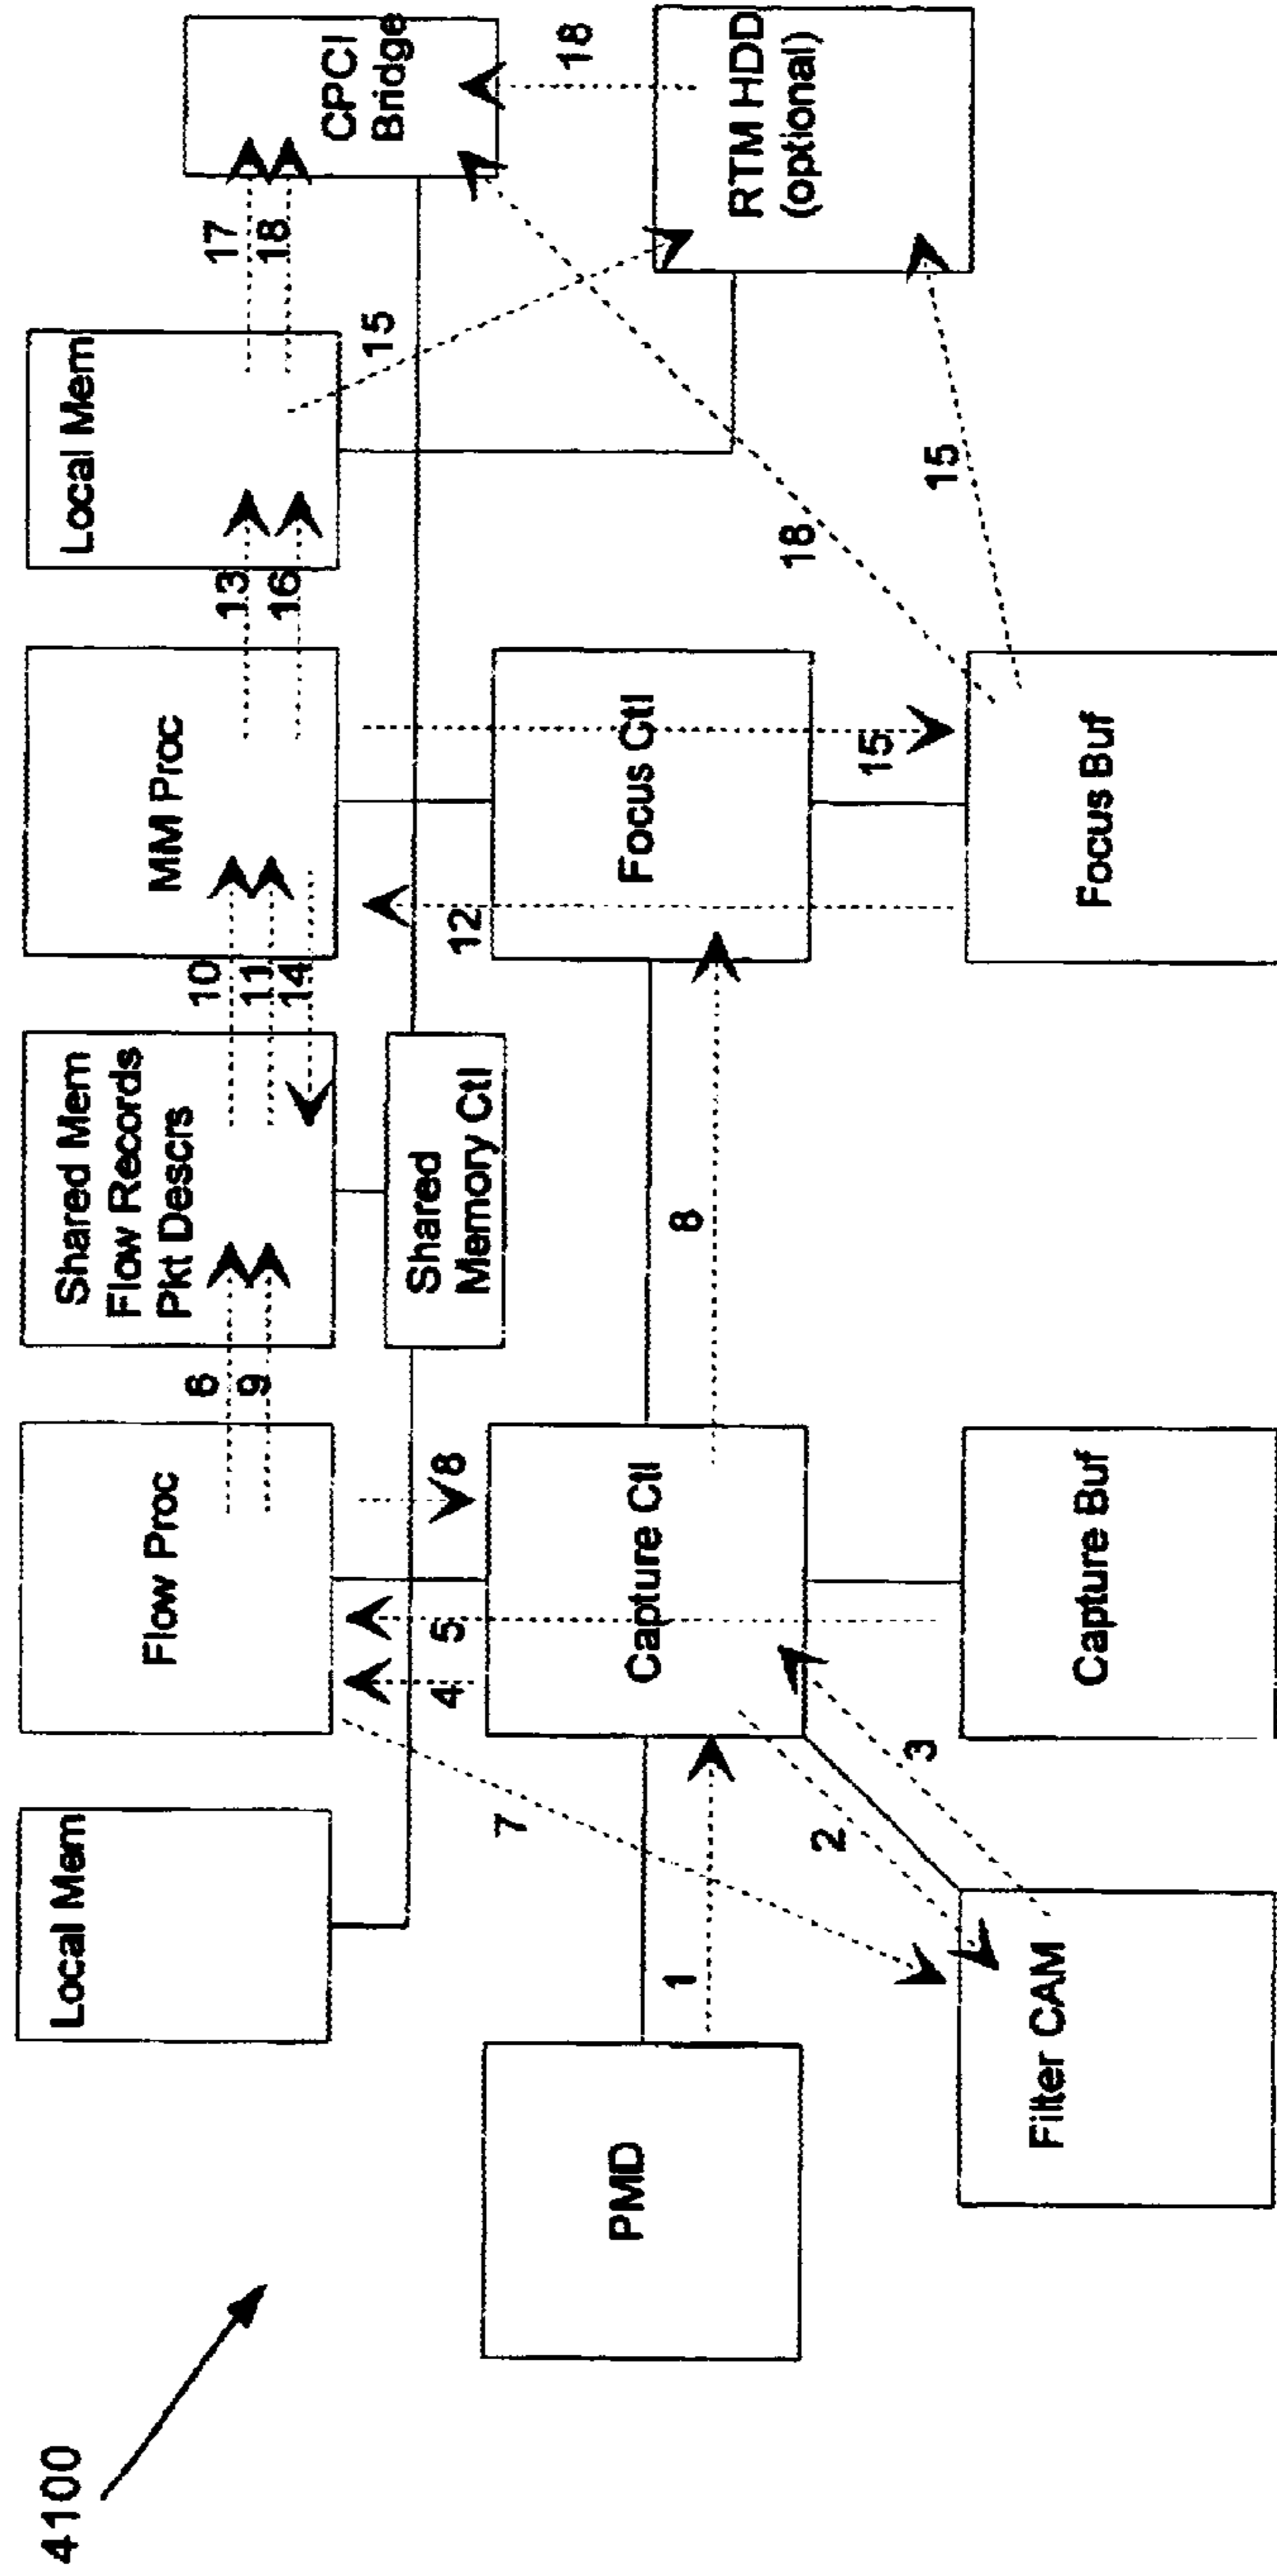 4100
Local Mem
Flow Proc
6
9
Shared Mem
Flow Records
Pkt Descrs
10
11
14
MM Proc
13
16
Local Mem
17
18
CPCI
Bridge
Shared
Memory Ctl
15
7
4
5
8
12
18
PMD
1
Capture Ctl
8
Focus Ctl
18
15
RTM HDD
(optional)
2
3
15
Filter CAM
Capture Buf
Focus Buf